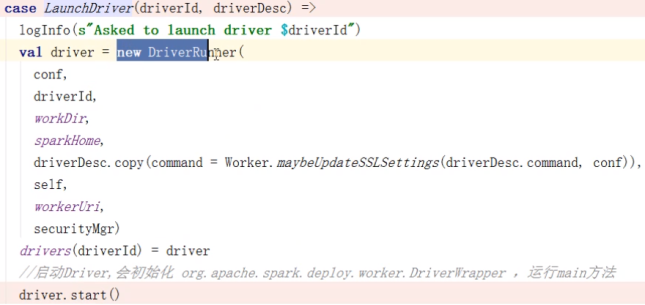 case LaunchDriver(driverId, driverDesc) =>
logInfo(s"Asked to launch driver $driverId")
val driver = new DriverRunner(
conf,
driverId,
workDir,
sparkHome,
driverDesc.copy(command = Worker.maybeUpdateSSLSettings(driverDesc.command, conf)),
self,
workerUri,
securityMgr)
drivers(driverId) = driver
//启动Driver,会初始化 org.apache.spark.deploy.worker.DriverWrapper ，运行main方法
driver.start()